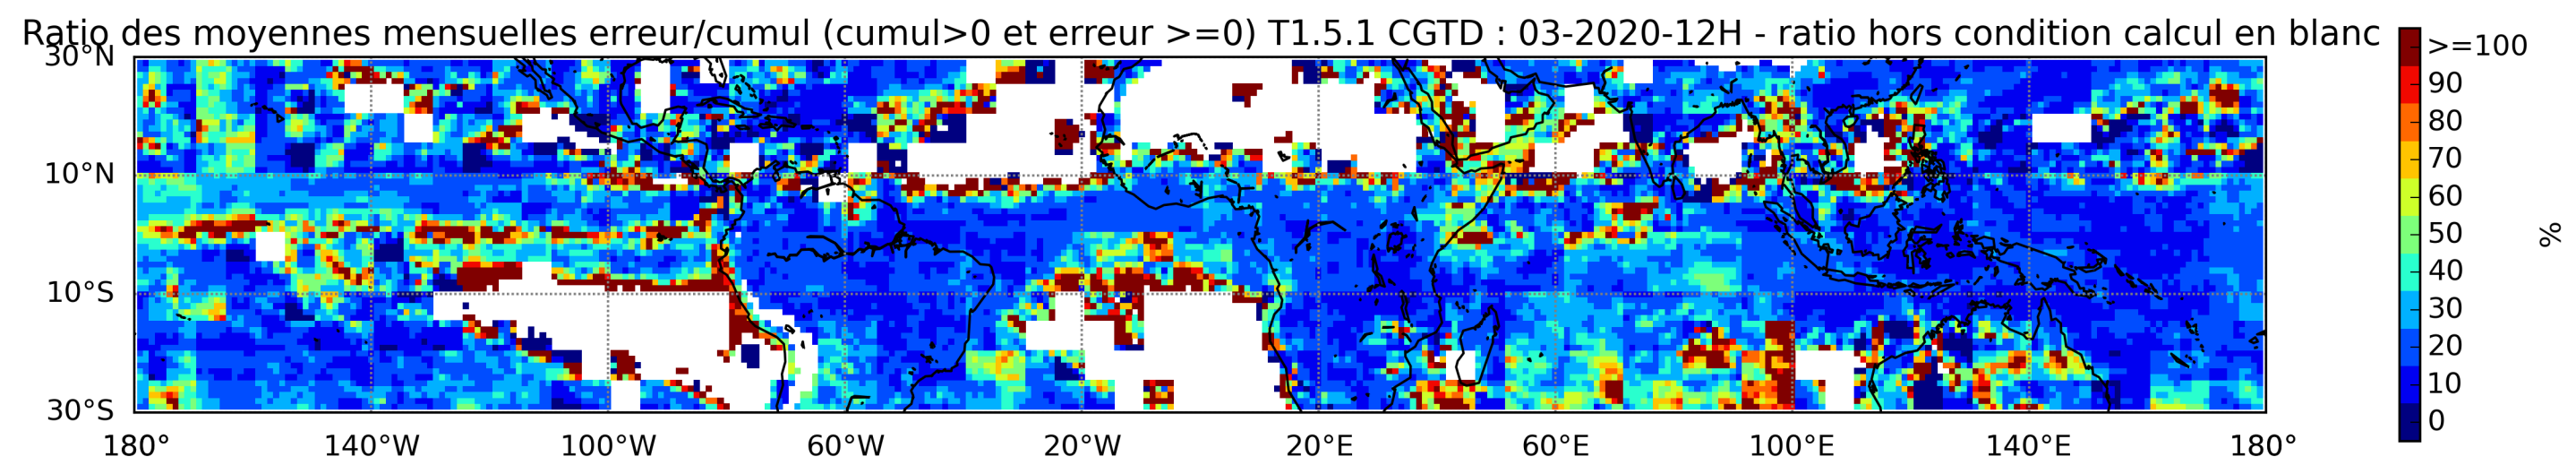 Ratio des moyennes mensuelles erreur/cumul (cumul>0 et erreur >=0) T1.5.1 CGTD : 03-2020-12H - ratio hors condition calcul en blanc
30°N
10°N
10°S
30°S
180°
140°W
100°W
60°W
20°W
20°E
60°E
100°E
140°E
180°
>=100
90
80
70
60
50
40
30
20
10
0
%